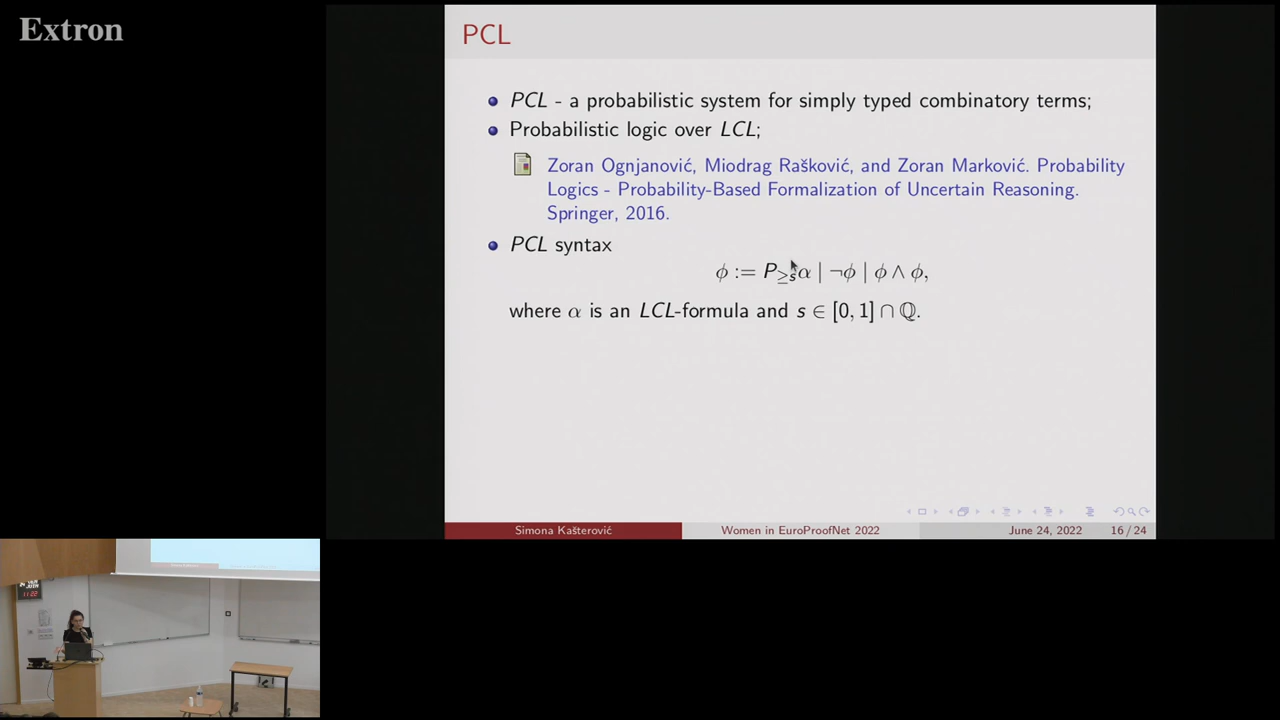 Extron
PCL
PCL - a probabilistic system for simply typed combinatory terms;
Probabilistic logic over LCL;
Zoran Ognjanović, Miodrag Rašković, and Zoran Marković. Probability
Logics - Probability-Based Formalization of Uncertain Reasoning.
Springer, 2016.
PCL syntax
ϕ := P≥sα | ¬ϕ | ϕ ∧ ϕ,
where α is an LCL-formula and s ∈ [0, 1] ∩ ℚ.
Simona Kašterović Women in EuroProofNet 2022 June 24, 2022 16 / 24
11:22